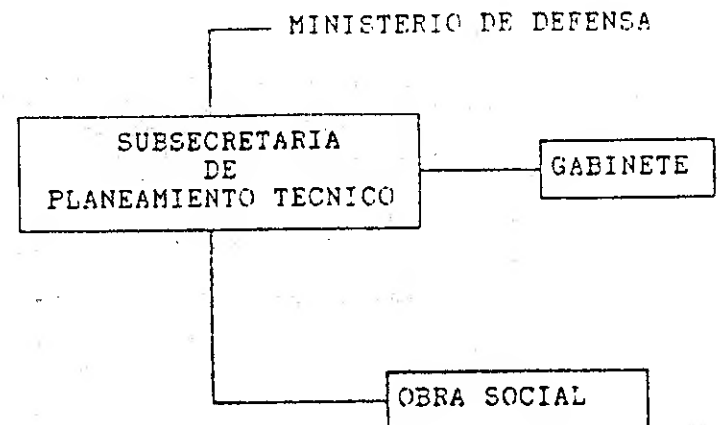 MINISTERIO DE DEFENSA
SUBSECRETARIA
DE
PLANEAMIENTO TECNICO
GABINETE
OBRA SOCIAL